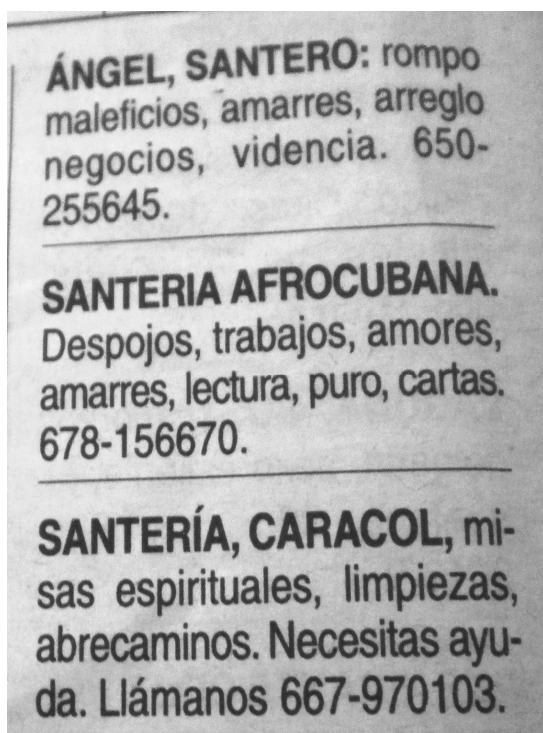 ÁNGEL, SANTERO: rompo
maleficios, amarres, arreglo
negocios, videncia. 650-
255645.
SANTERIA AFROCUBANA.
Despojos, trabajos, amores,
amarres, lectura, puro, cartas.
678-156670.
SANTERÍA, CARACOL, mi-
sas espirituales, limpiezas,
abrecaminos. Necesitas ayu-
da. Llámanos 667-970103.